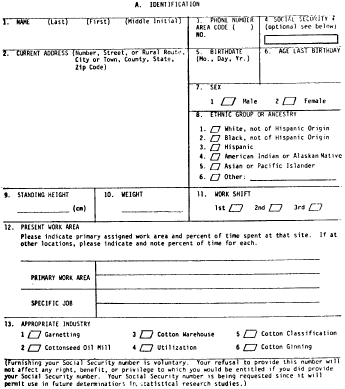 A. IDENTIFICATION
1. NAME (Last) (First) (Middle Initial)
3. PHONE NUMBER
AREA CODE ( )
NO.
4 SOCIAL SECURITY #
(optional see below)
2. CURRENT ADDRESS (Number, Street, or Rural Route,
City or Town, County, State,
Zip Code)
5. BIRTHDATE
(Mo., Day, Yr.)
6. AGE LAST BIRTHDAY
7. SEX
1 Male 2 Female
8. ETHNIC GROUP OR ANCESTRY
1. White, not of Hispanic Origin
2. Black, not of Hispanic Origin
3. Hispanic
4. American Indian or Alaskan Native
5. Asian or Pacific Islander
6. Other:
9. STANDING HEIGHT
(cm)
10. WEIGHT
11. WORK SHIFT
1st 2nd 3rd
12. PRESENT WORK AREA
Please indicate primary assigned work area and percent of time spent at that site. If at
other locations, please indicate and note percent of time for each.
PRIMARY WORK AREA
SPECIFIC JOB
13. APPROPRIATE INDUSTRY
1 Garnetting 3 Cotton Warehouse 5 Cotton Classification
2 Cottonseed Oil Mill 4 Utilization 6 Cotton Ginning
(Furnishing your Social Security number is voluntary. Your refusal to provide this number will
not affect any right, benefit, or privilege to which you would be entitled if you did provide
your Social Security number. Your Social Security number is being requested since it will
permit use in future determinations in statistical research studies.)